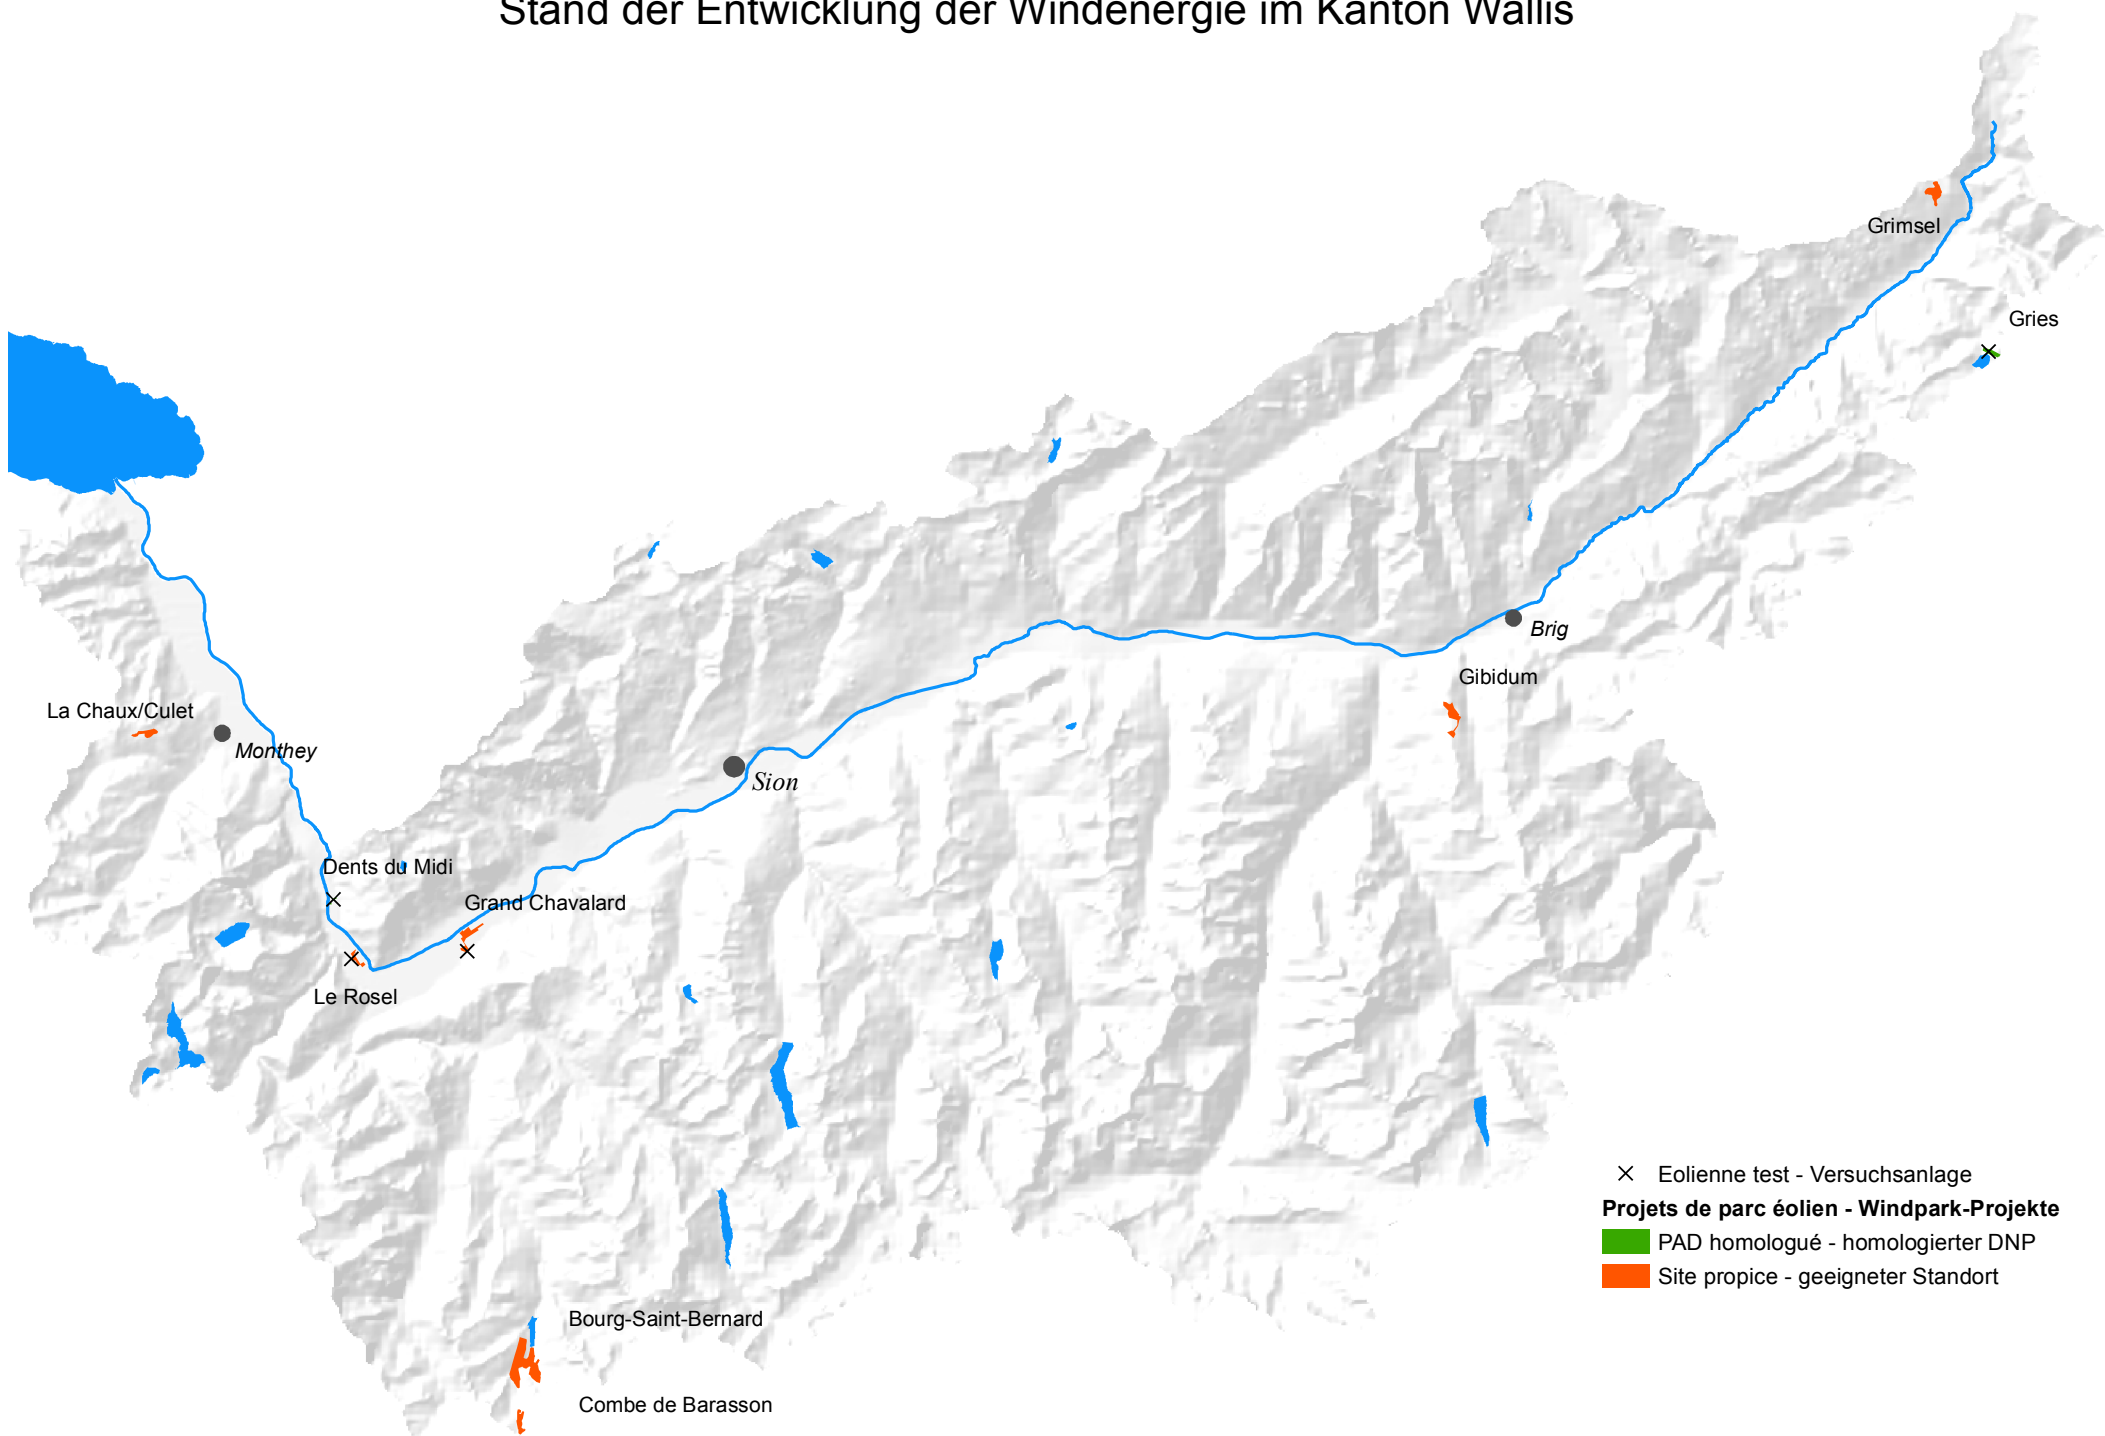 Stand der Entwicklung der Windenergie im Kanton Wallis
Grimsel
Gries
Brig
Gibidum
La Chaux/Culet
Monthey
Sion
Dents du Midi
Grand Chavalard
Le Rosel
Eolienne test - Versuchsanlage
Projets de parc éolien - Windpark-Projekte
PAD homologué - homologierter DNP
Site propice - geeigneter Standort
Bourg-Saint-Bernard
Combe de Barasson